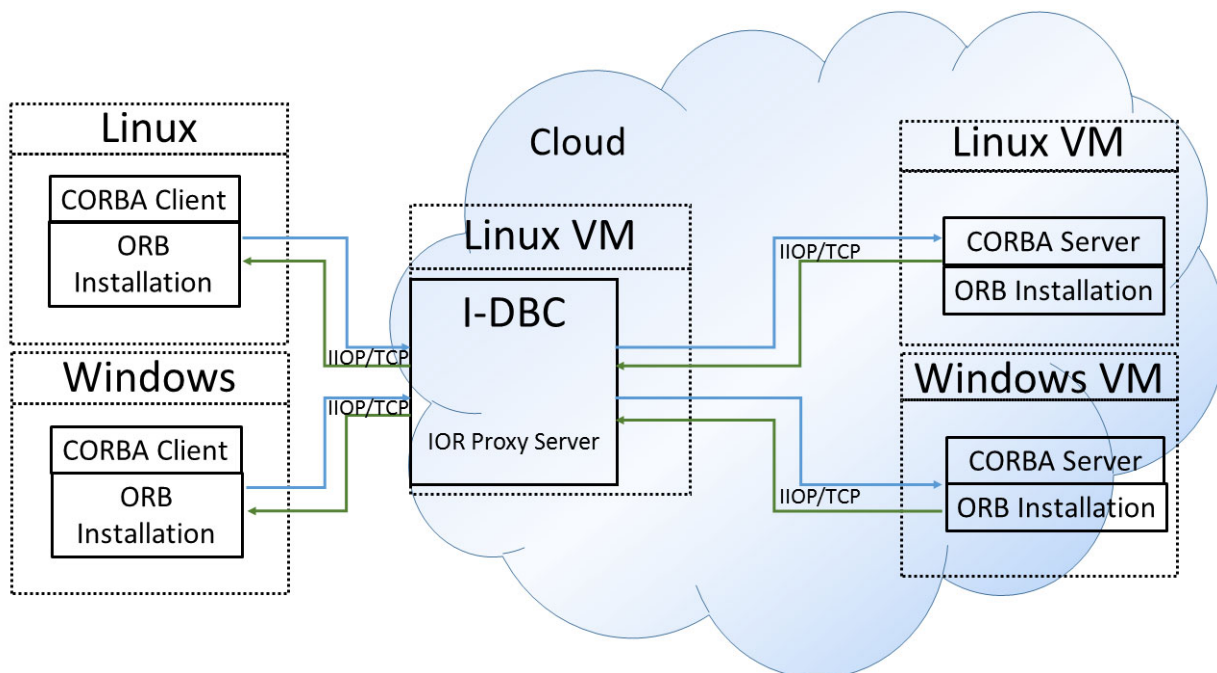 Linux
CORBA Client
ORB
Installation
Windows
CORBA Client
ORB
Installation
IIOP/TCP
IIOP/TCP
Cloud
Linux VM
I-DBC
IOR Proxy Server
IIOP/TCP
IIOP/TCP
Linux VM
CORBA Server
ORB Installation
Windows VM
CORBA Server
ORB Installation